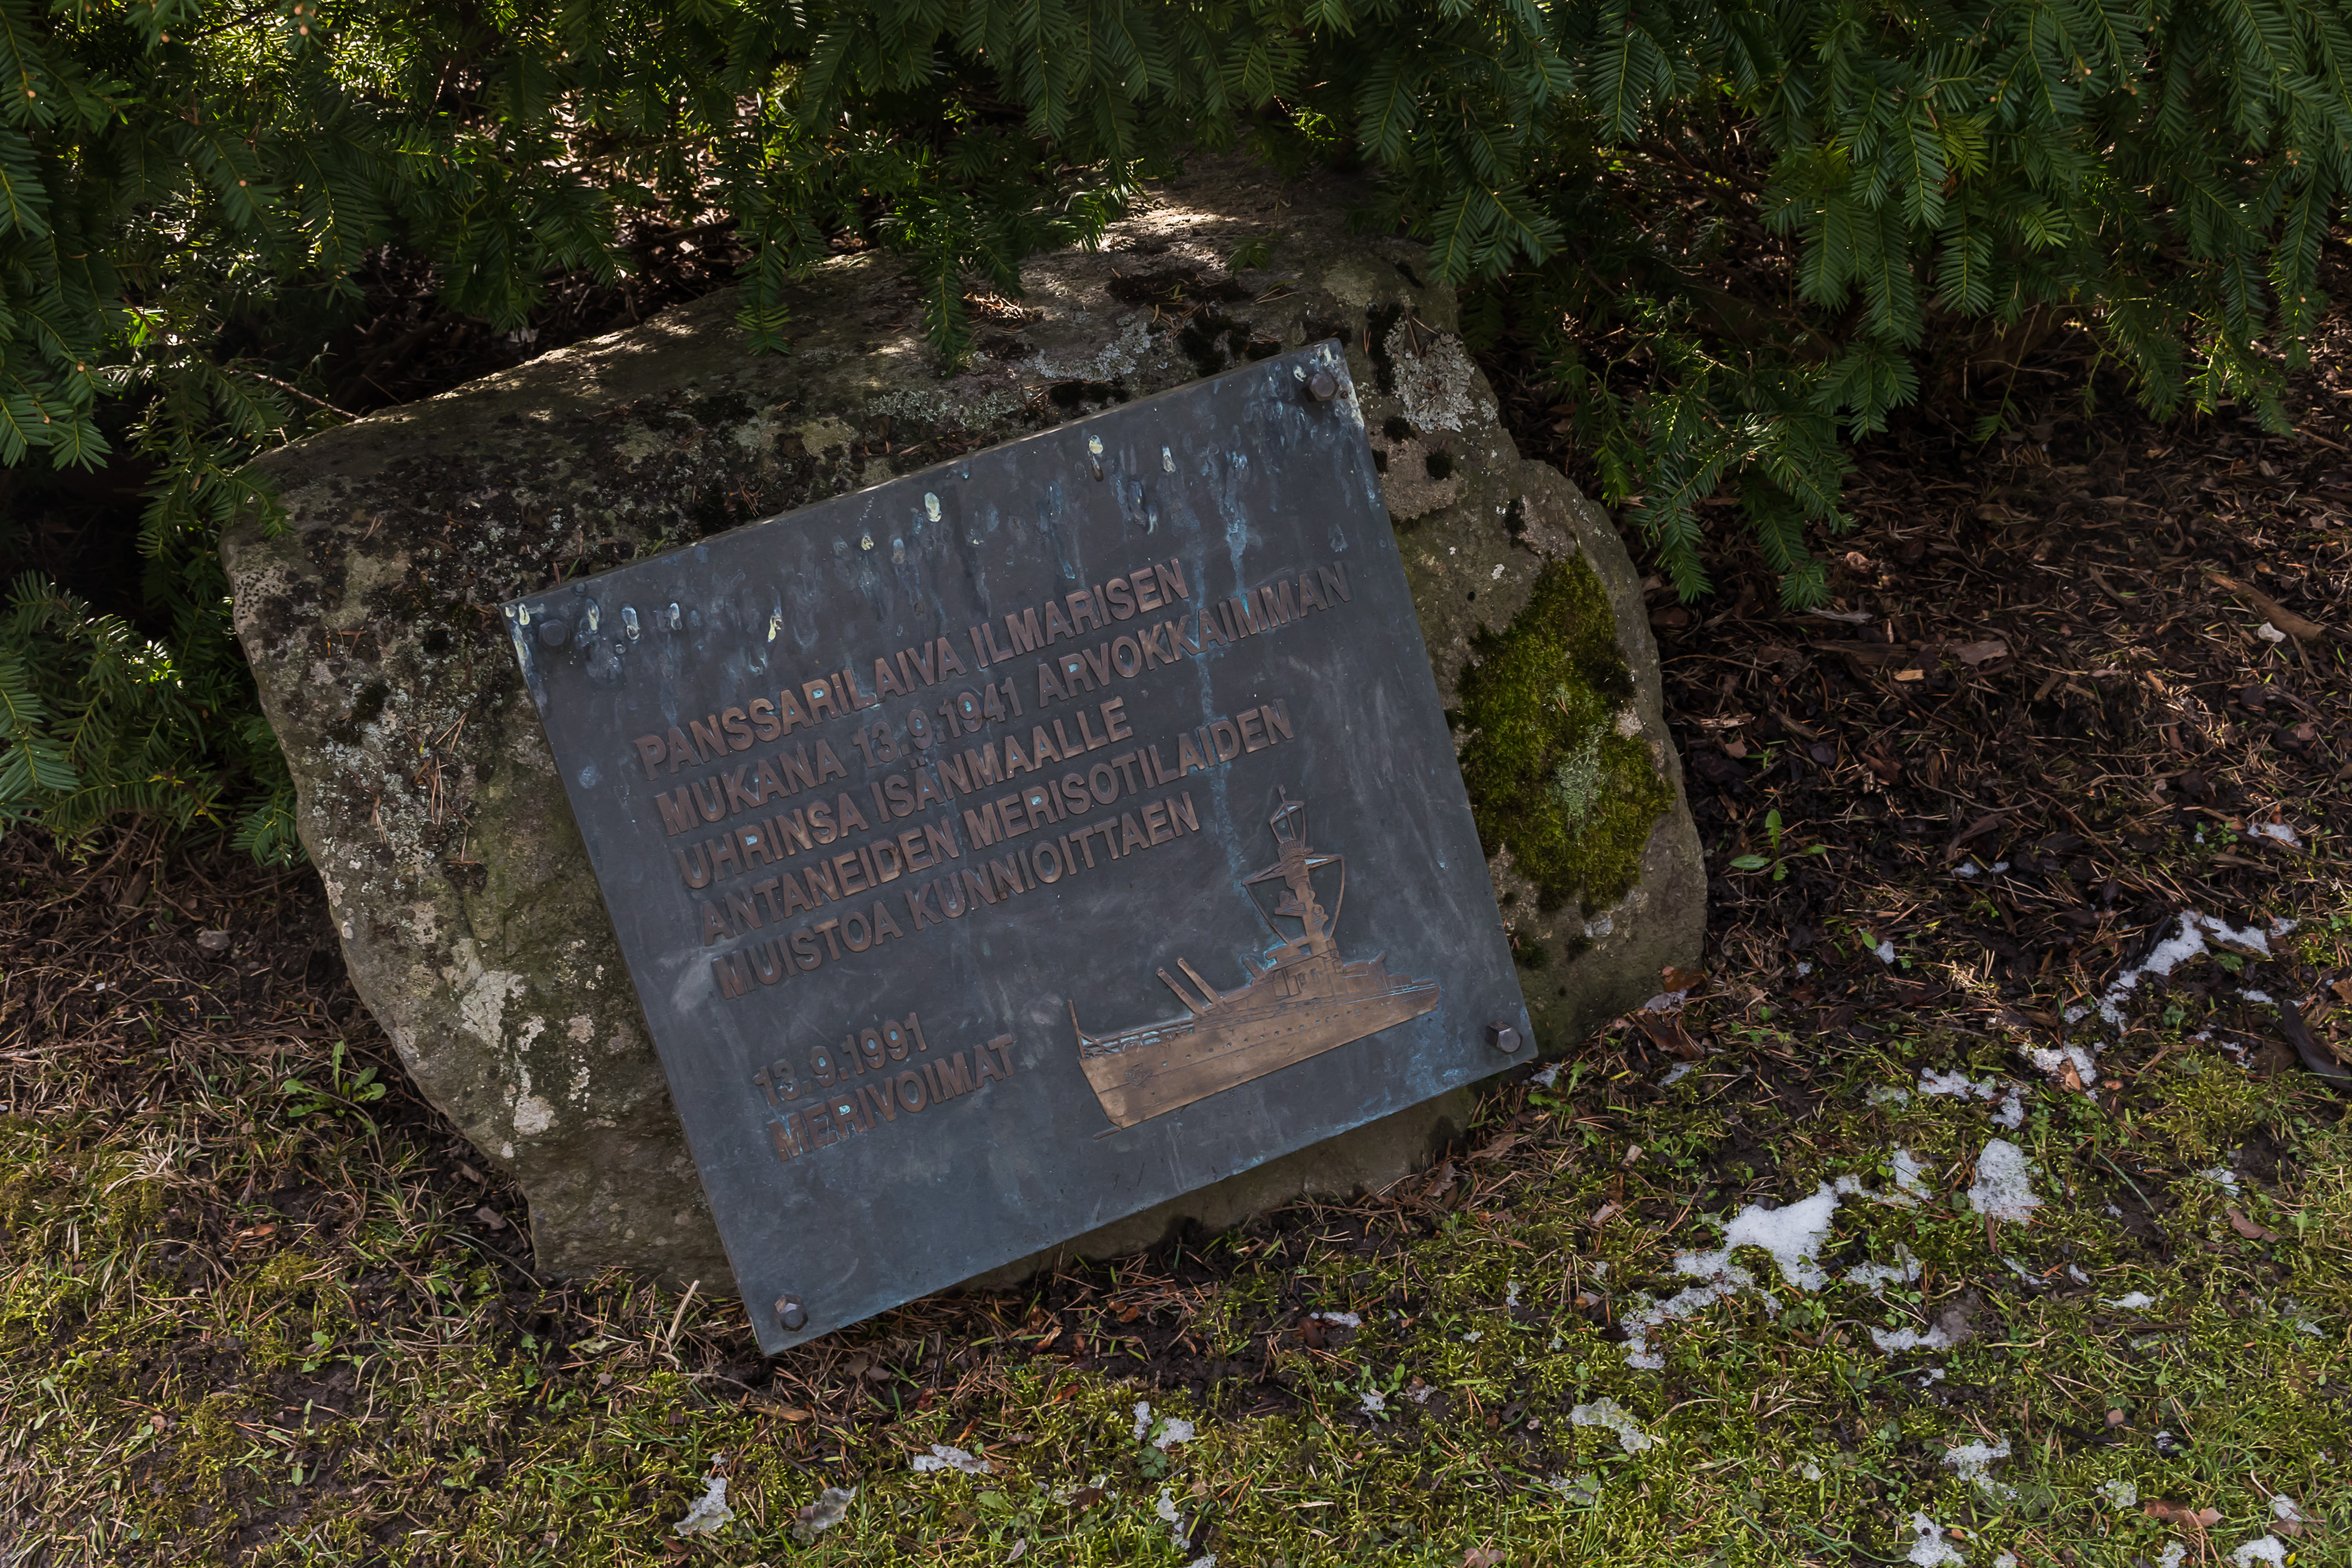 PANSSARILAIVA ILMARISEN
MUKANA 13.9.1941 ARVOKKAIMMAN
UHRINSA ISÄNMAALLE
ANTANEIDEN MERISOTILAIDEN
MUISTOA KUNNIOITTAEN
13.9.1991
MERIVOIMAT